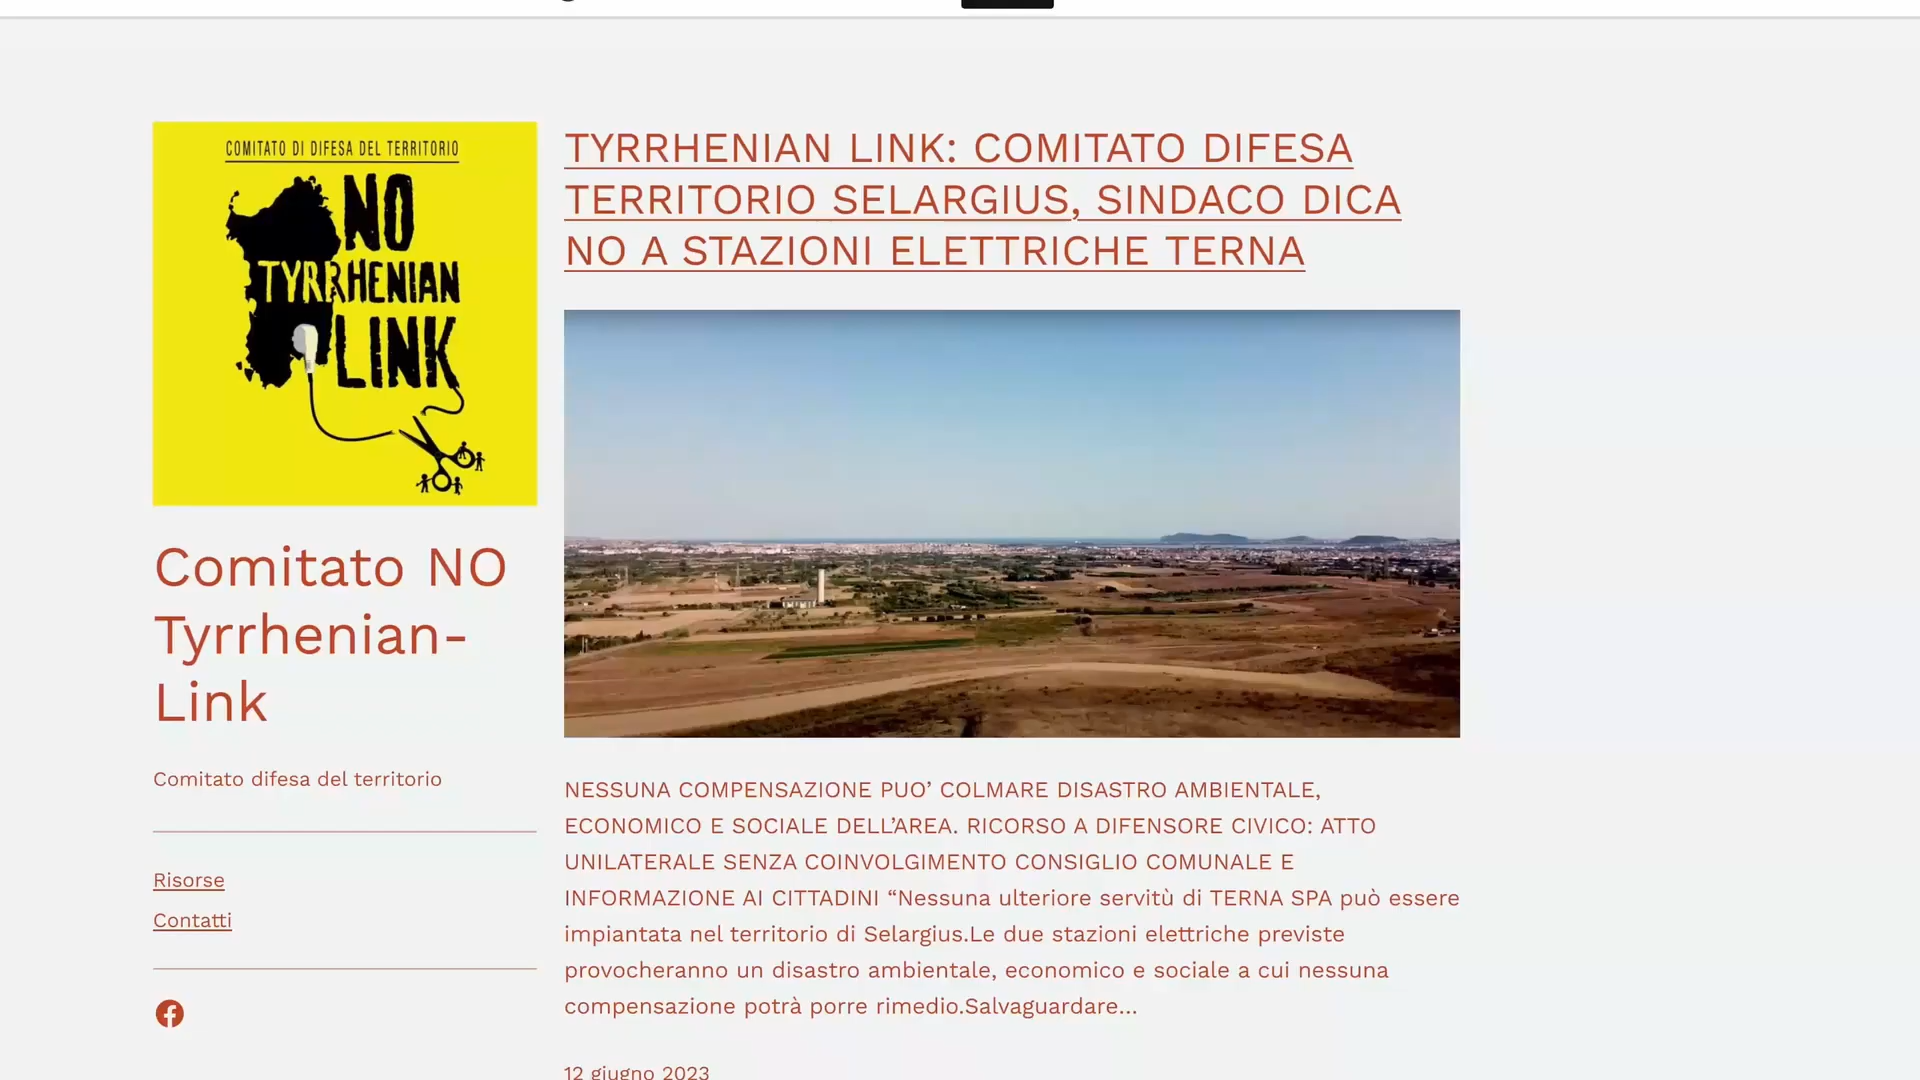 COMITATO DI DIFESA DEL TERRITORIO
NO
TYRRHENIAN
LINK
Comitato NO
Tyrrhenian-
Link
Comitato difesa del territorio
Risorse
Contatti
TYRRHENIAN LINK: COMITATO DIFESA
TERRITORIO SELARGIUS, SINDACO DICA
NO A STAZIONI ELETTRICHE TERNA
NESSUNA COMPENSAZIONE PUO’ COLMARE DISASTRO AMBIENTALE,
ECONOMICO E SOCIALE DELL’AREA. RICORSO A DIFENSORE CIVICO: ATTO
UNILATERALE SENZA COINVOLGIMENTO CONSIGLIO COMUNALE E
INFORMAZIONE AI CITTADINI “Nessuna ulteriore servitù di TERNA SPA può essere
impiantata nel territorio di Selargius.Le due stazioni elettriche previste
provocheranno un disastro ambientale, economico e sociale a cui nessuna
compensazione potrà porre rimedio.Salvaguardare…
12 giugno 2023